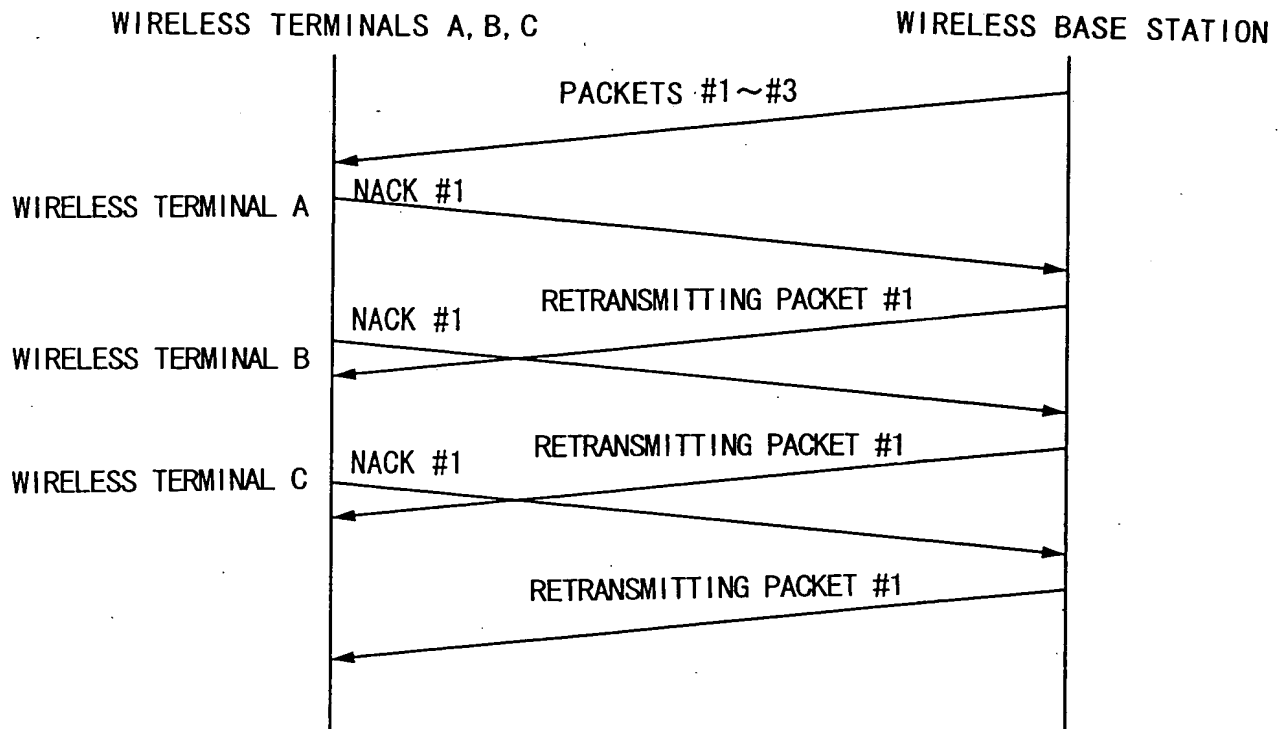 WIRELESS TERMINALS A, B, C
WIRELESS BASE STATION
PACKETS #1～#3
NACK #1
WIRELESS TERMINAL A
RETRANSMITTING PACKET #1
NACK #1
WIRELESS TERMINAL B
RETRANSMITTING PACKET #1
NACK #1
WIRELESS TERMINAL C
RETRANSMITTING PACKET #1